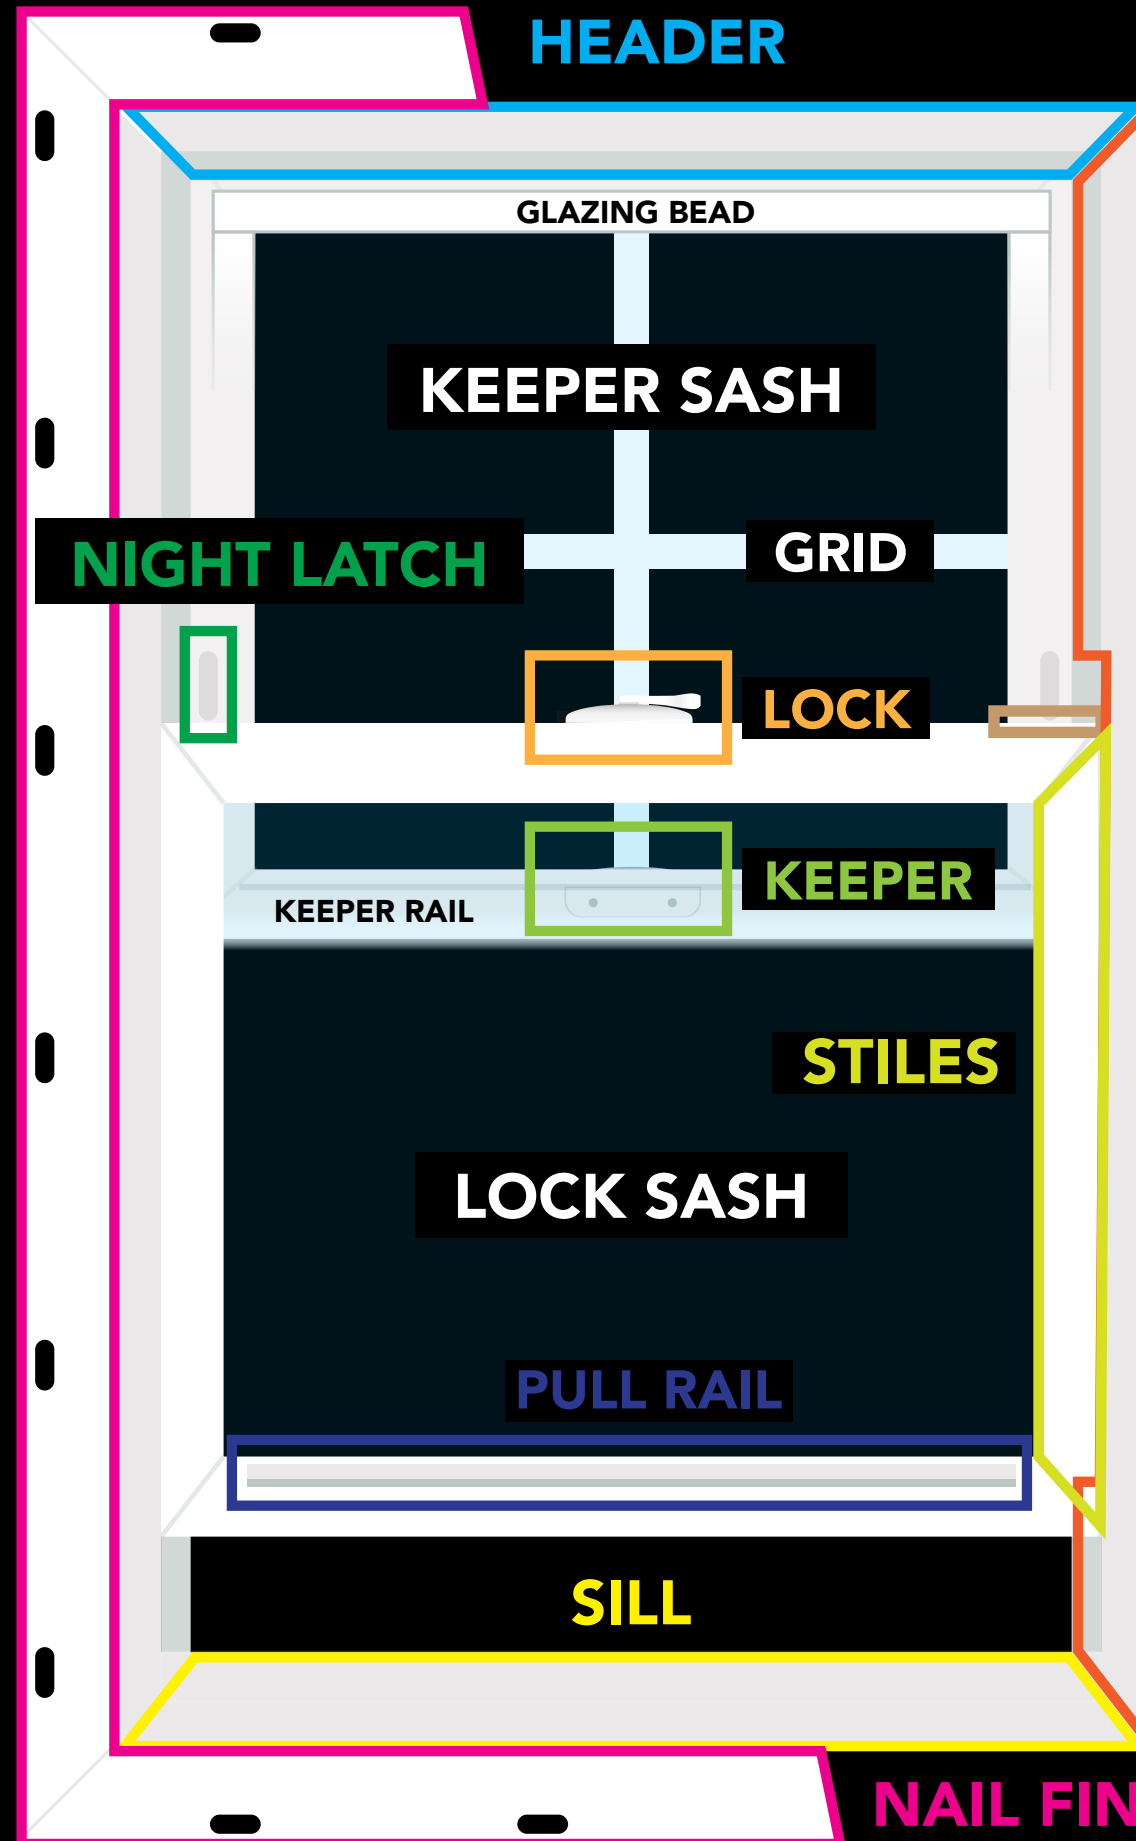 HEADER
GLAZING BEAD
KEEPER SASH
NIGHT LATCH
GRID
LOCK
KEEPER
KEEPER RAIL
STILES
LOCK SASH
PULL RAIL
SILL
NAIL FIN